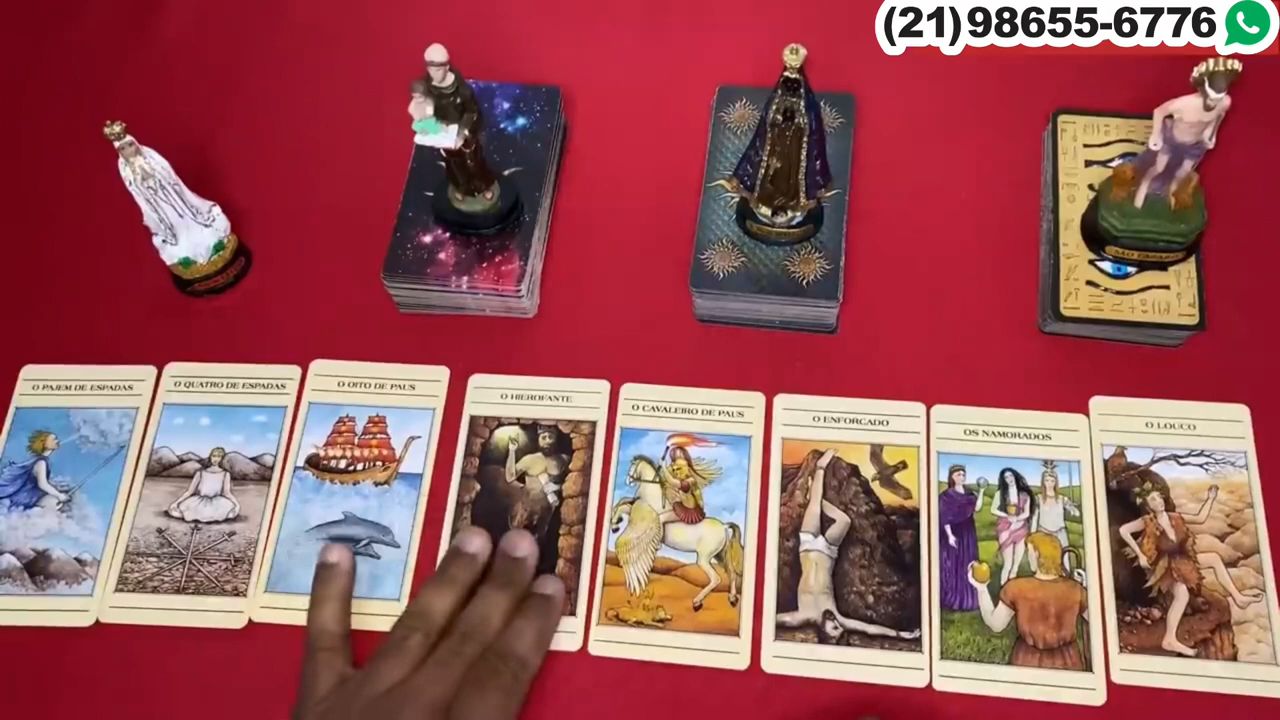 (21)98655-6776
O PAJEM DE ESPADAS
O QUATRO DE ESPADAS
O OITO DE PAUS
O HIEROFANTE
O CAVALEIRO DE PAUS
O ENFORCADO
OS NAMORADOS
O LOUCO